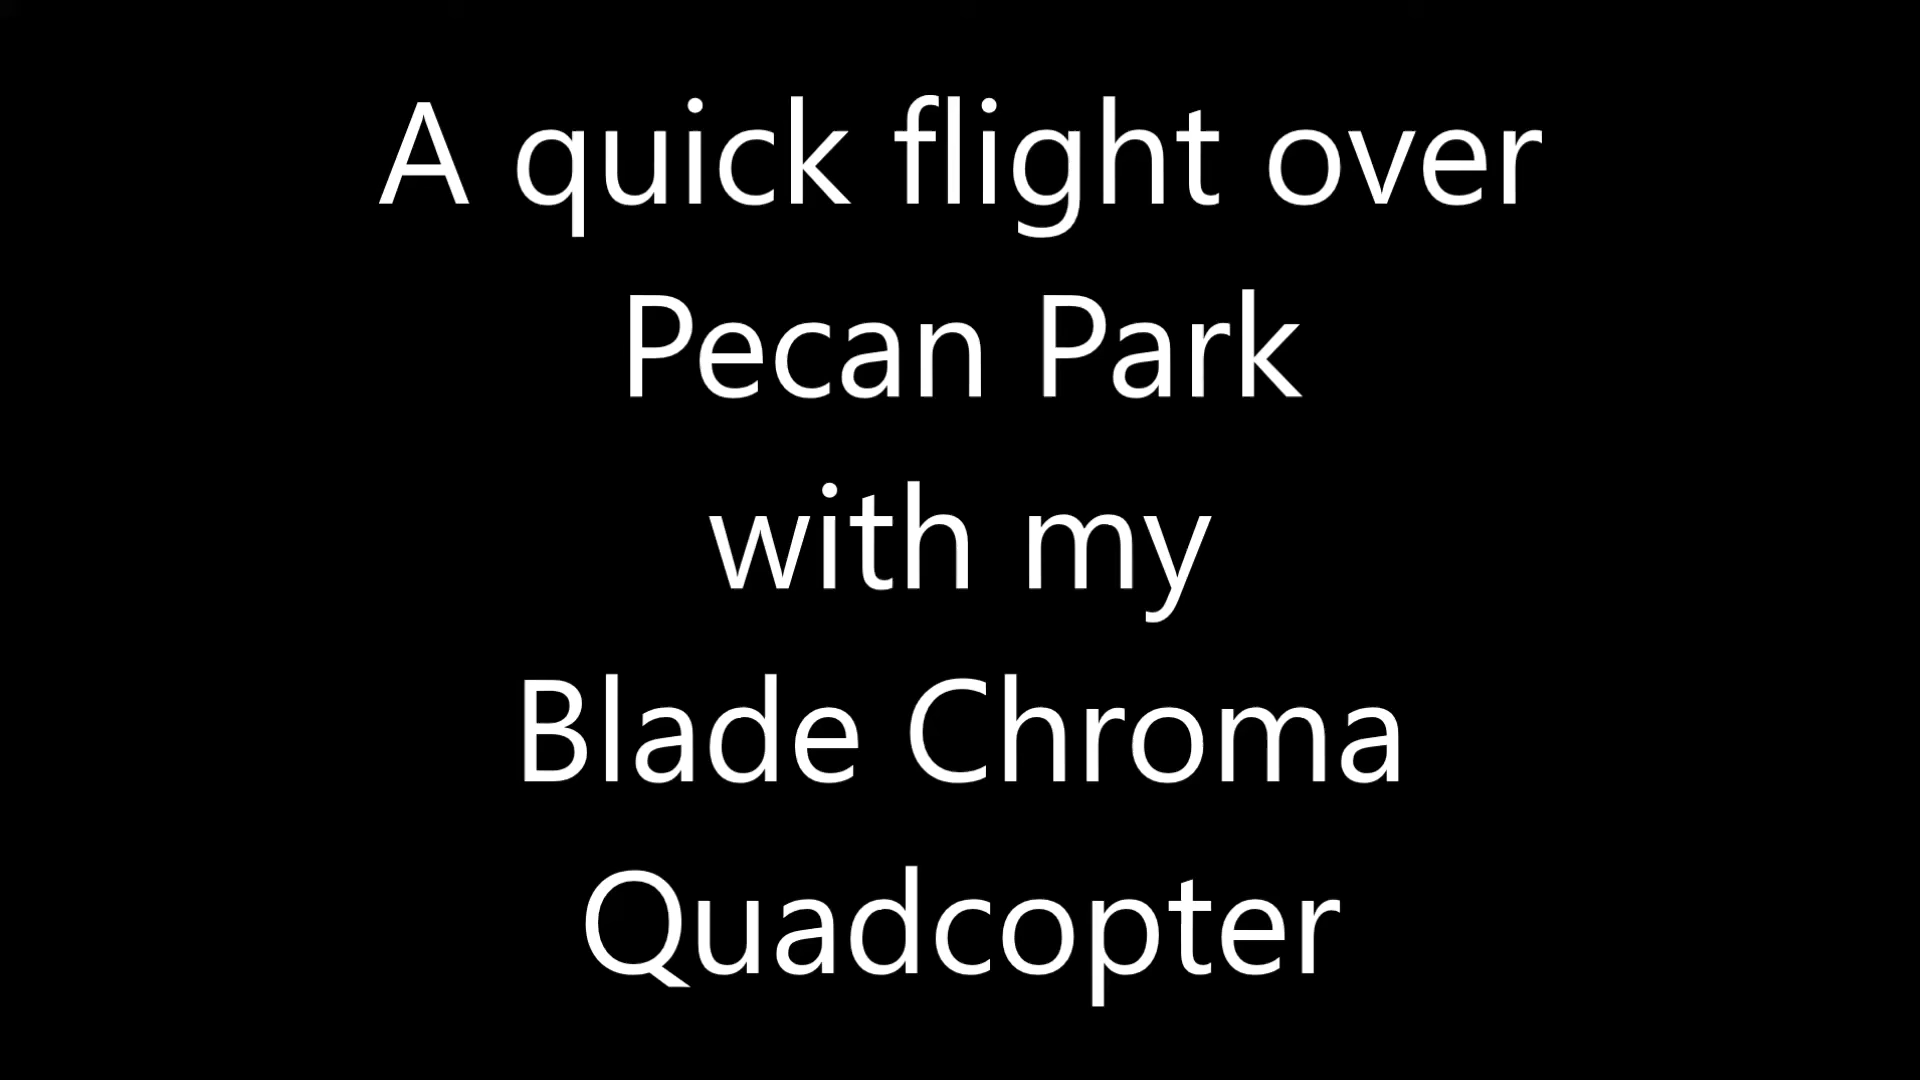 A quick flight over
Pecan Park
with my
Blade Chroma
Quadcopter